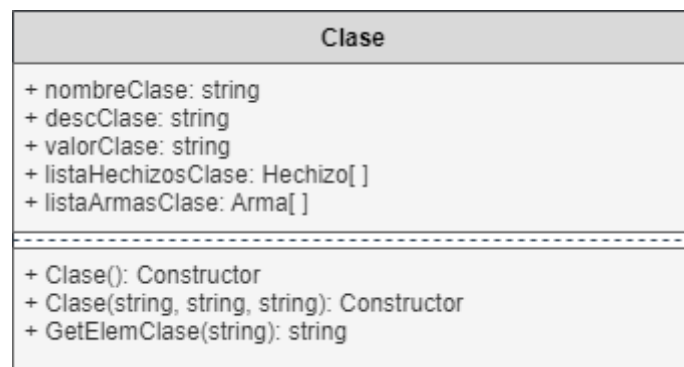 Clase
+ nombreClase: string
+ descClase: string
+ valorClase: string
+ listaHechizosClase: Hechizo[ ]
+ listaArmasClase: Arma[ ]
+ Clase(): Constructor
+ Clase(string, string, string): Constructor
+ GetElemClase(string): string